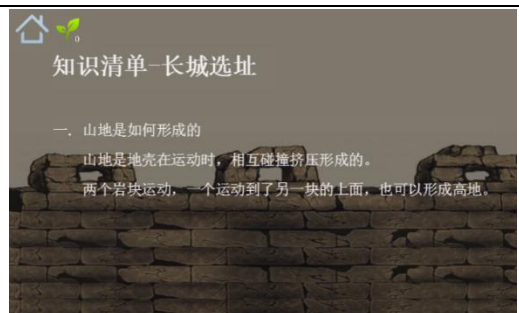 0
知识清单-长城选址
一. 山地是如何形成的
山地是地壳在运动时，相互碰撞挤压形成的。
两个岩块运动，一个运动到了另一块的上面，也可以形成高地。